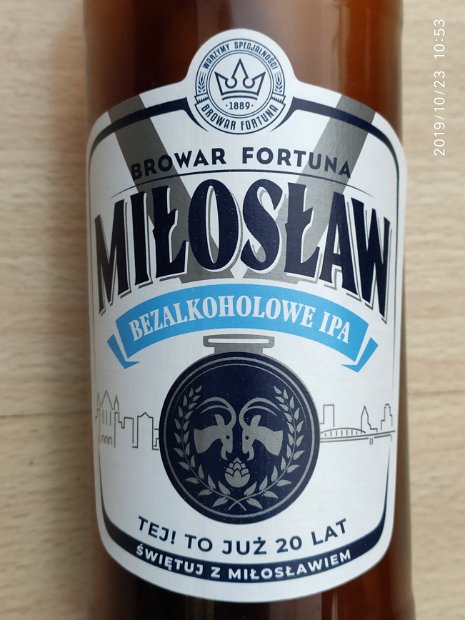 2019/10/23 10:53
WARZYMY SPECJALNOŚCI
·1889·
BROWAR FORTUNA
BROWAR FORTUNA
MIŁOSŁAW
BEZALKOHOLOWE IPA
TEJ! TO JUŻ 20 LAT
ŚWIĘTUJ Z MIŁOSŁAWIEM